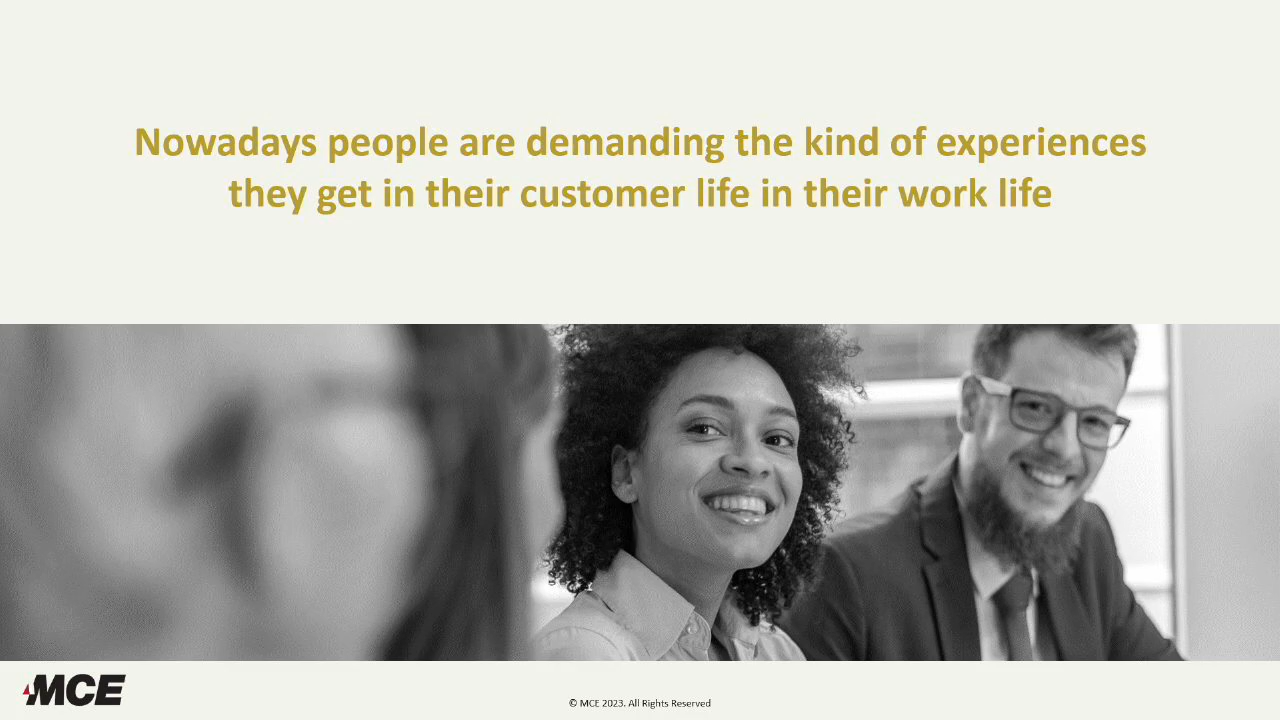 Nowadays people are demanding the kind of experiences
they get in their customer life in their work life
MCE
© MCE 2023. All Rights Reserved